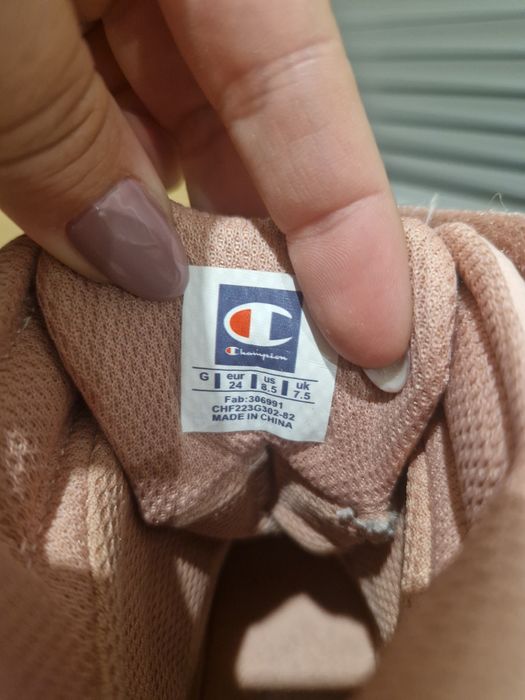 Champion
G | eur 24 | us 8.5 | uk 7.5
Fab:306991
CHF223G302-82
MADE IN CHINA